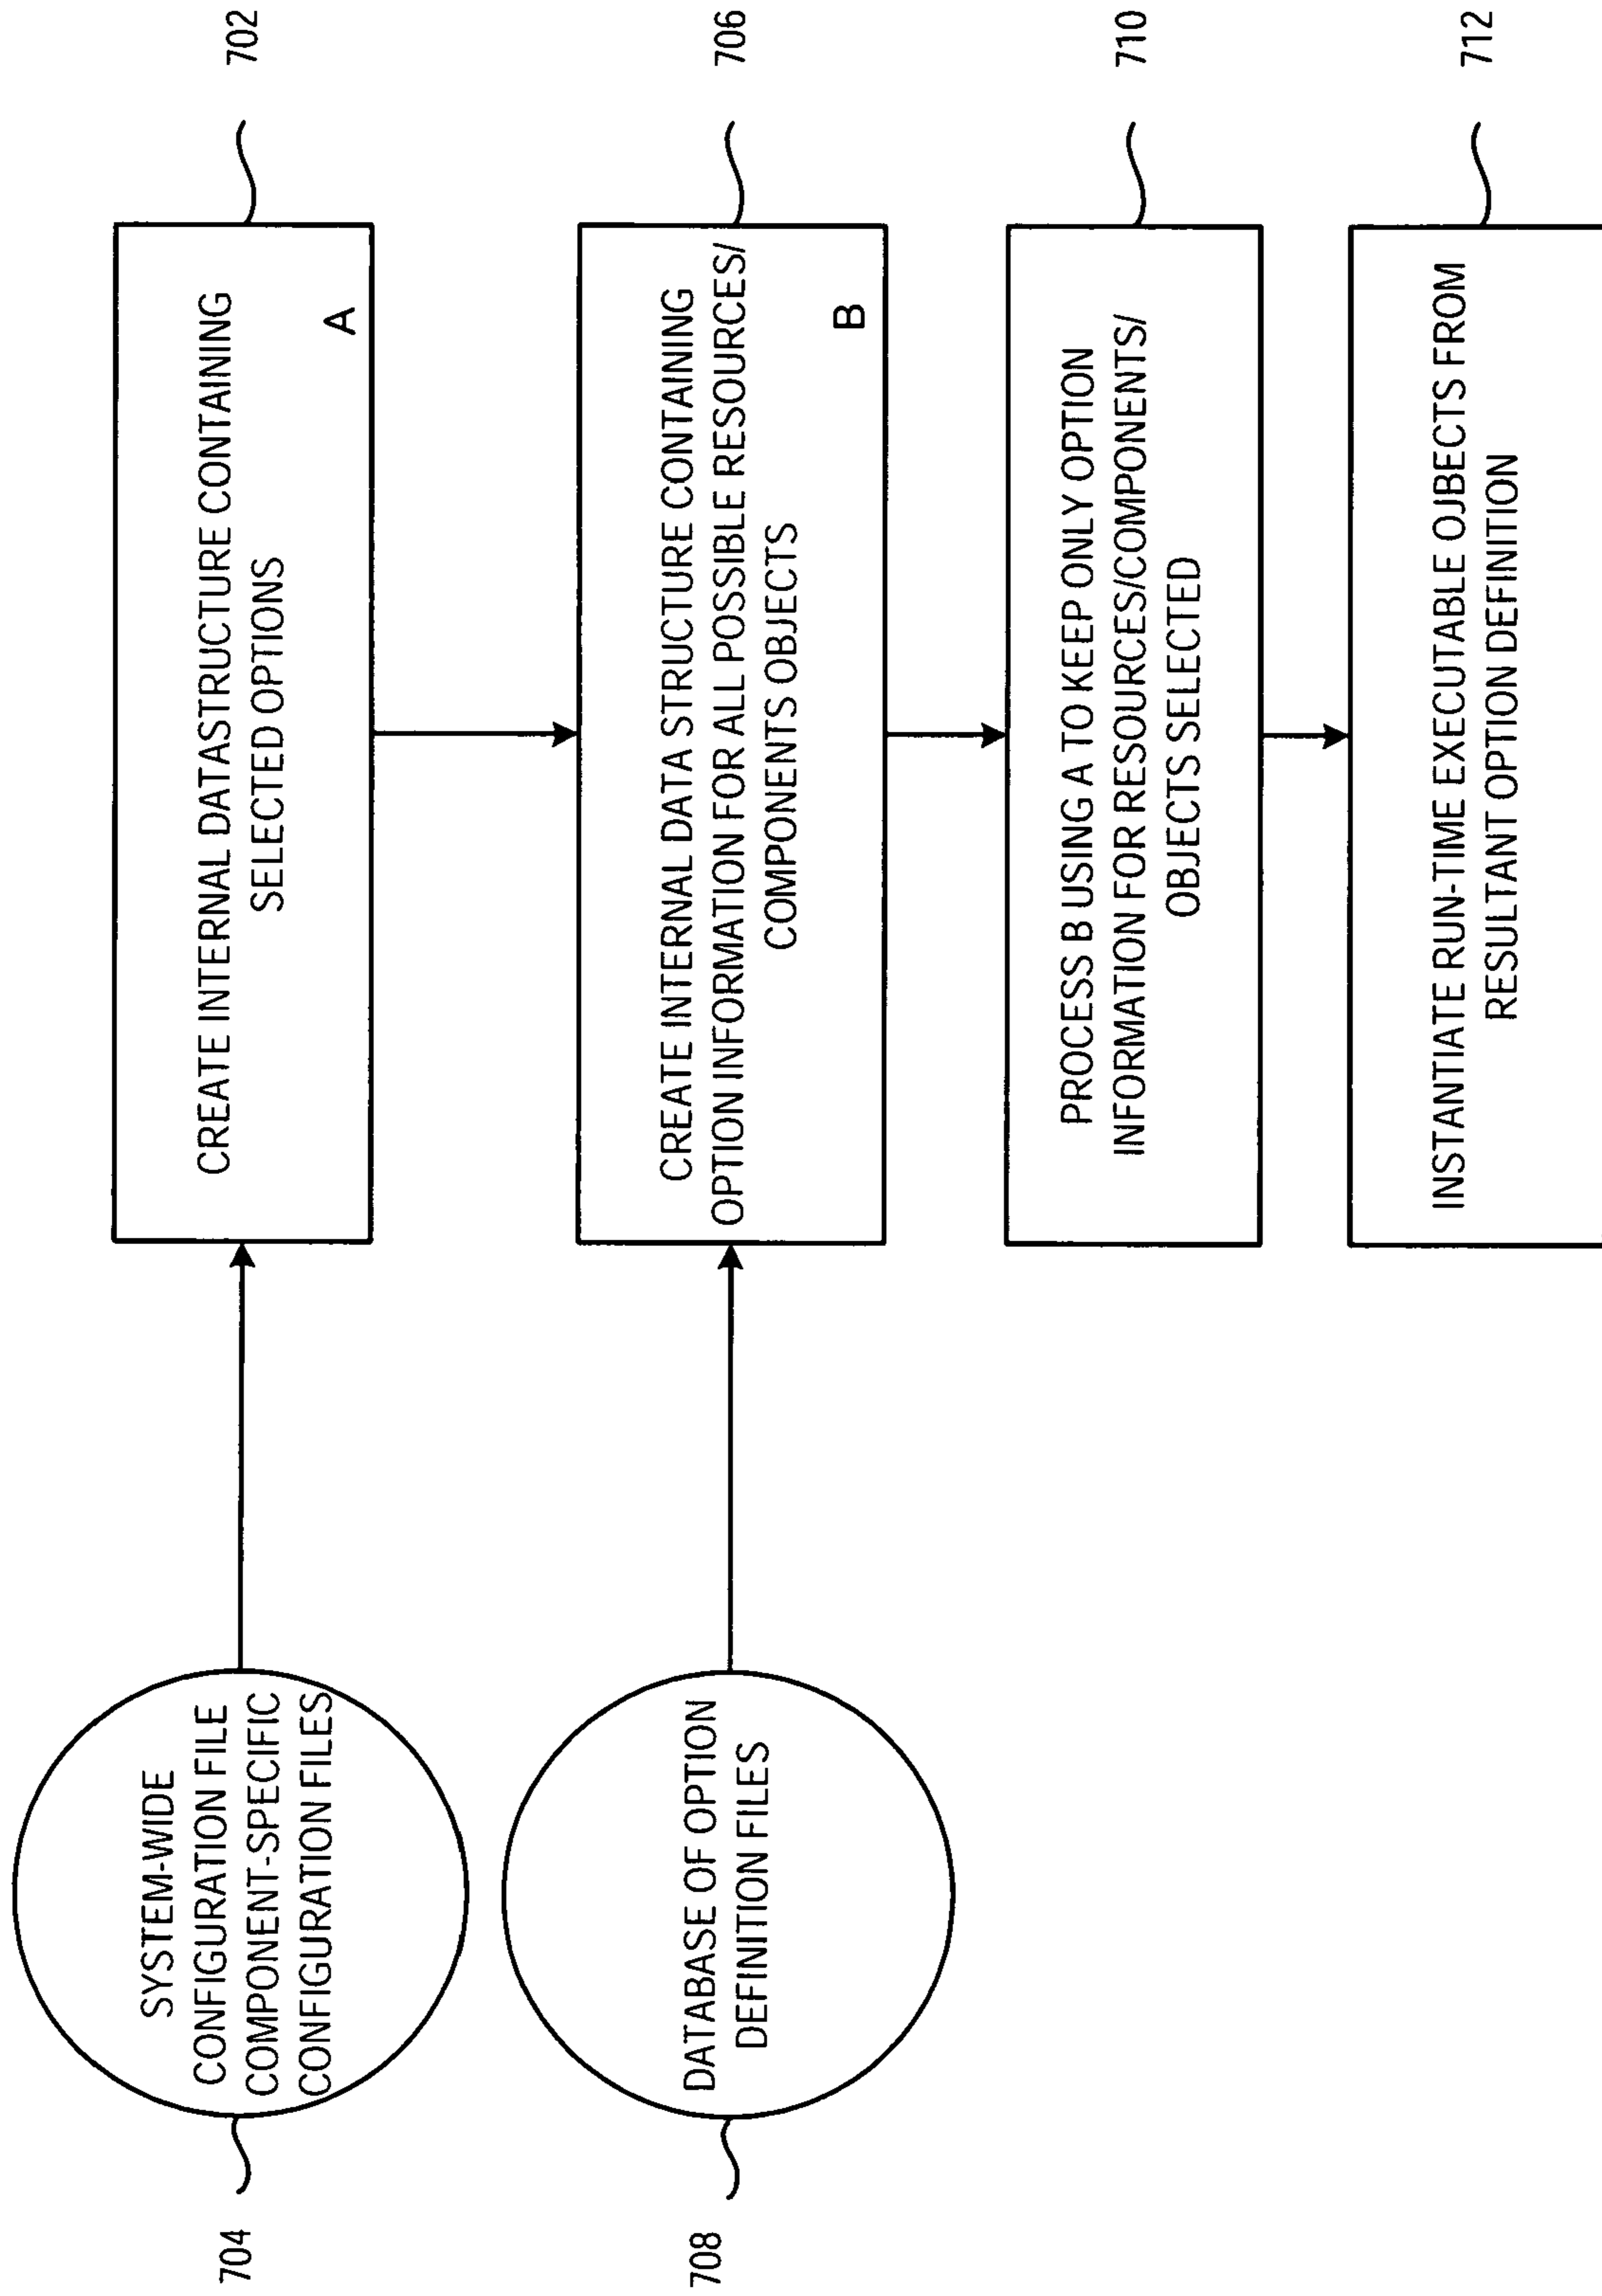 SYSTEM-WIDE
CONFIGURATION FILE
COMPONENT-SPECIFIC
CONFIGURATION FILES
704
CREATE INTERNAL DATASTRUCTURE CONTAINING
SELECTED OPTIONS
A
702
DATABASE OF OPTION
DEFINITION FILES
708
CREATE INTERNAL DATA STRUCTURE CONTAINING
OPTION INFORMATION FOR ALL POSSIBLE RESOURCES/
COMPONENTS OBJECTS
B
706
PROCESS B USING A TO KEEP ONLY OPTION
INFORMATION FOR RESOURCES/COMPONENTS/
OBJECTS SELECTED
710
INSTANTIATE RUN-TIME EXECUTABLE OJBECTS FROM
RESULTANT OPTION DEFINITION
712